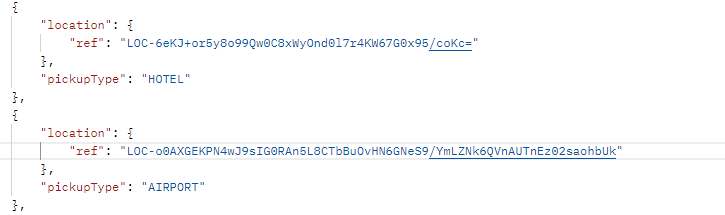 {
"location": {
"ref": "LOC-6eKJ+or5y8o99Qw0C8xWyOnd0l7r4KW67G0x95/coKc="
},
"pickupType": "HOTEL"
},
{
"location": {
"ref": "LOC-o0AXGEKPN4wJ9sIG0RAn5L8CTbBuOvHN6GNeS9/YmLZNk6QVnAUTnEz02saohbUk"
},
"pickupType": "AIRPORT"
},